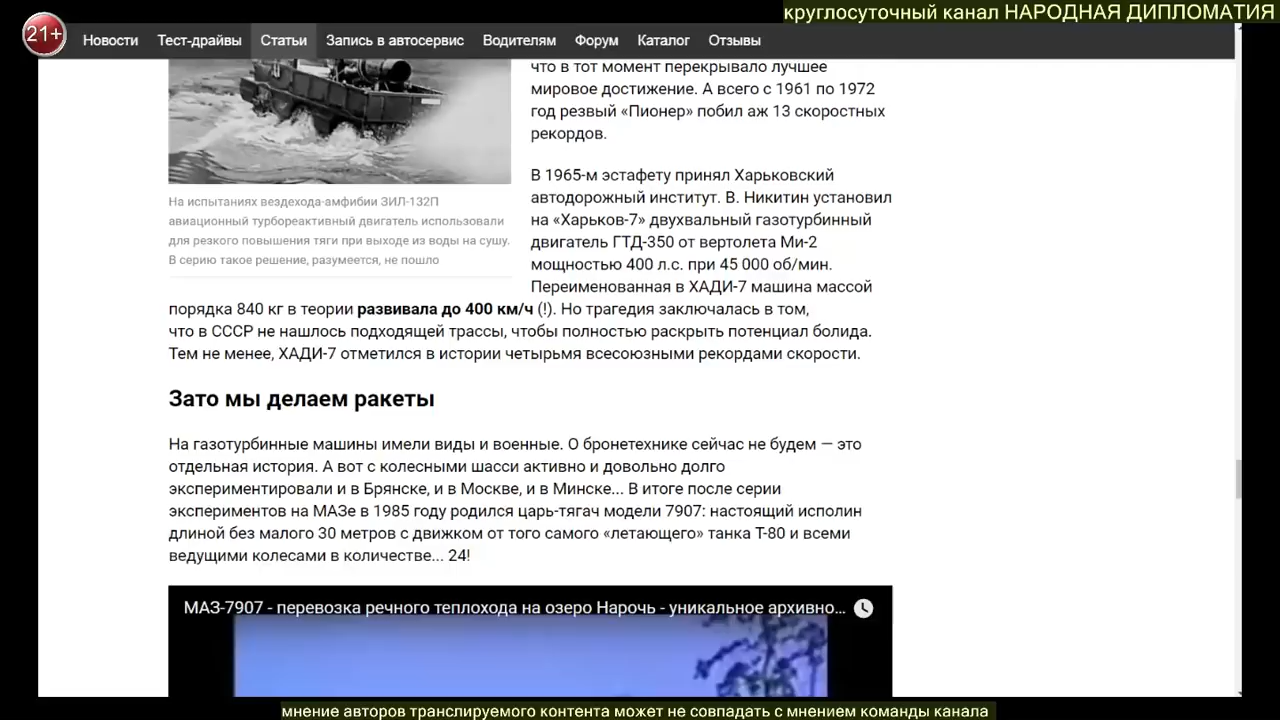 круглосуточный канал НАРОДНАЯ ДИПЛОМАТИЯ
21+
Новости Тест-драйвы Статьи Запись в автосервис Водителям Форум Каталог Отзывы
что в тот момент перекрывало лучшее
мировое достижение. А всего с 1961 по 1972
год резвый «Пионер» побил аж 13 скоростных
рекордов.
На испытаниях вездехода-амфибии ЗИЛ-132П
авиационный турбореактивный двигатель использовали
для резкого повышения тяги при выходе из воды на сушу.
В серию такое решение, разумеется, не пошло
В 1965-м эстафету принял Харьковский
автодорожный институт. В. Никитин установил
на «Харьков-7» двухвальный газотурбинный
двигатель ГТД-350 от вертолета Ми-2
мощностью 400 л.с. при 45 000 об/мин.
Переименованная в ХАДИ-7 машина массой
порядка 840 кг в теории развивала до 400 км/ч (!). Но трагедия заключалась в том,
что в СССР не нашлось подходящей трассы, чтобы полностью раскрыть потенциал болида.
Тем не менее, ХАДИ-7 отметился в истории четырьмя всесоюзными рекордами скорости.
Зато мы делаем ракеты
На газотурбинные машины имели виды и военные. О бронетехнике сейчас не будем — это
отдельная история. А вот с колесными шасси активно и довольно долго
экспериментировали и в Брянске, и в Москве, и в Минске... В итоге после серии
экспериментов на МАЗе в 1985 году родился царь-тягач модели 7907: настоящий исполин
длиной без малого 30 метров с движком от того самого «летающего» танка Т-80 и всеми
ведущими колесами в количестве... 24!
МАЗ-7907 - перевозка речного теплохода на озеро Нарочь - уникальное архивно...
мнение авторов транслируемого контента может не совпадать с мнением команды канала